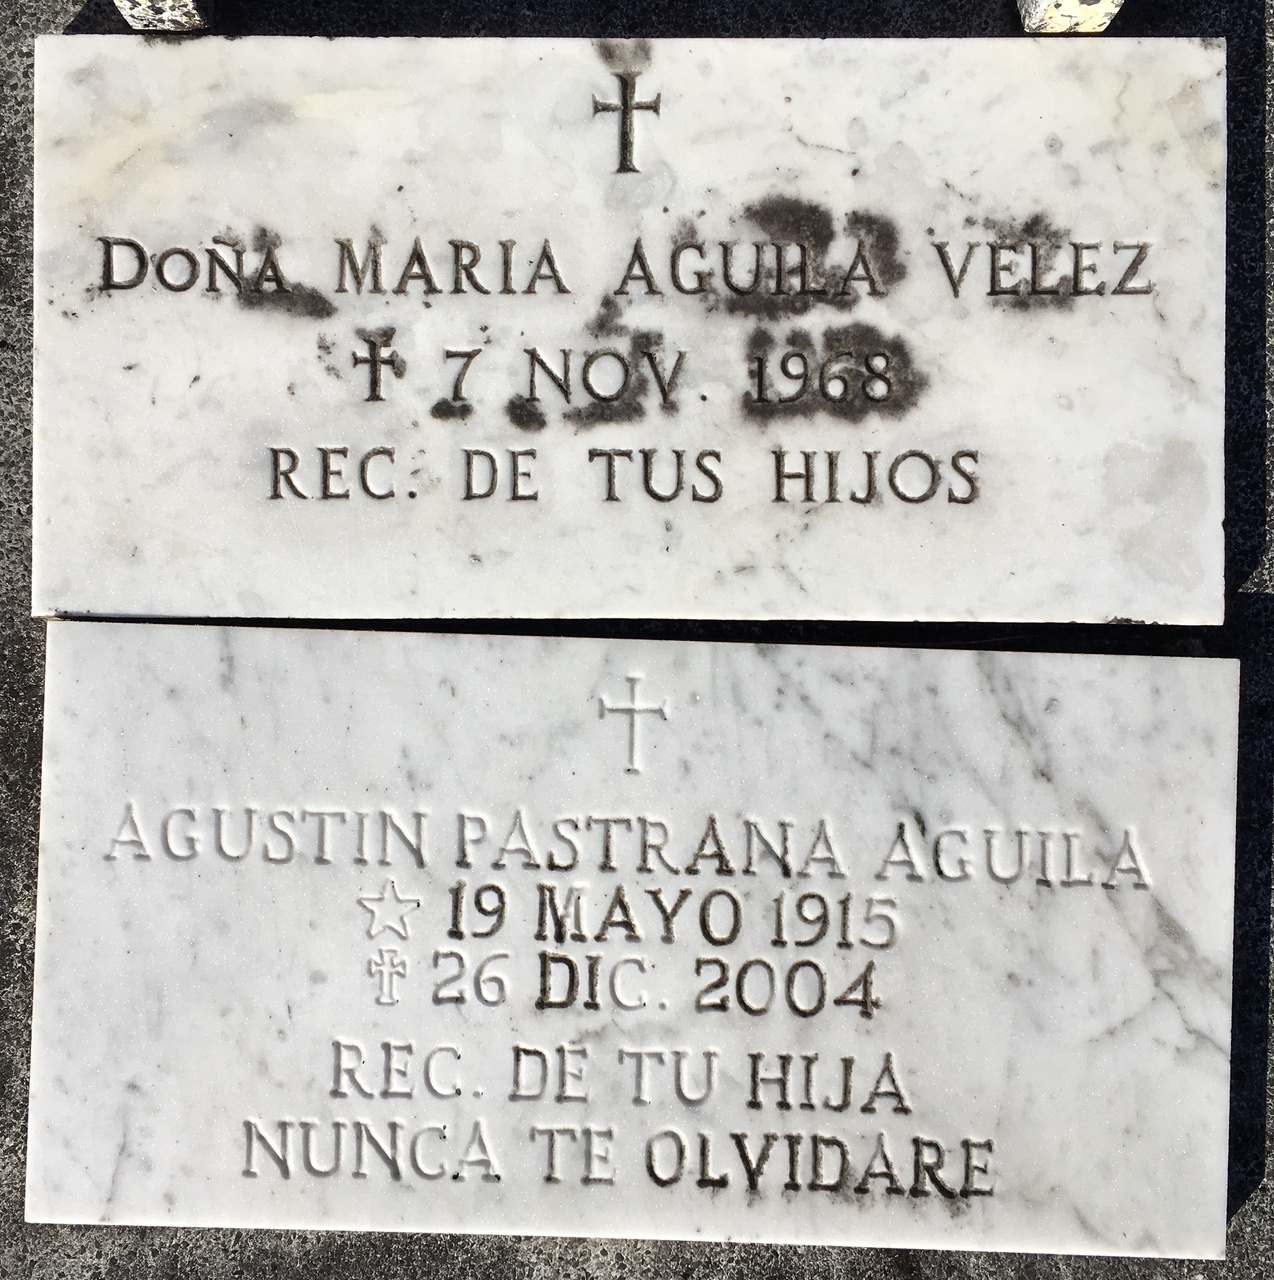 DOÑA MARIA AGUILA VELEZ
✝ 7 NOV. 1968
REC. DE TUS HIJOS
AGUSTIN PASTRANA AGUILA
☆ 19 MAYO 1915
✝ 26 DIC. 2004
REC. DE TU HIJA
NUNCA TE OLVIDARE